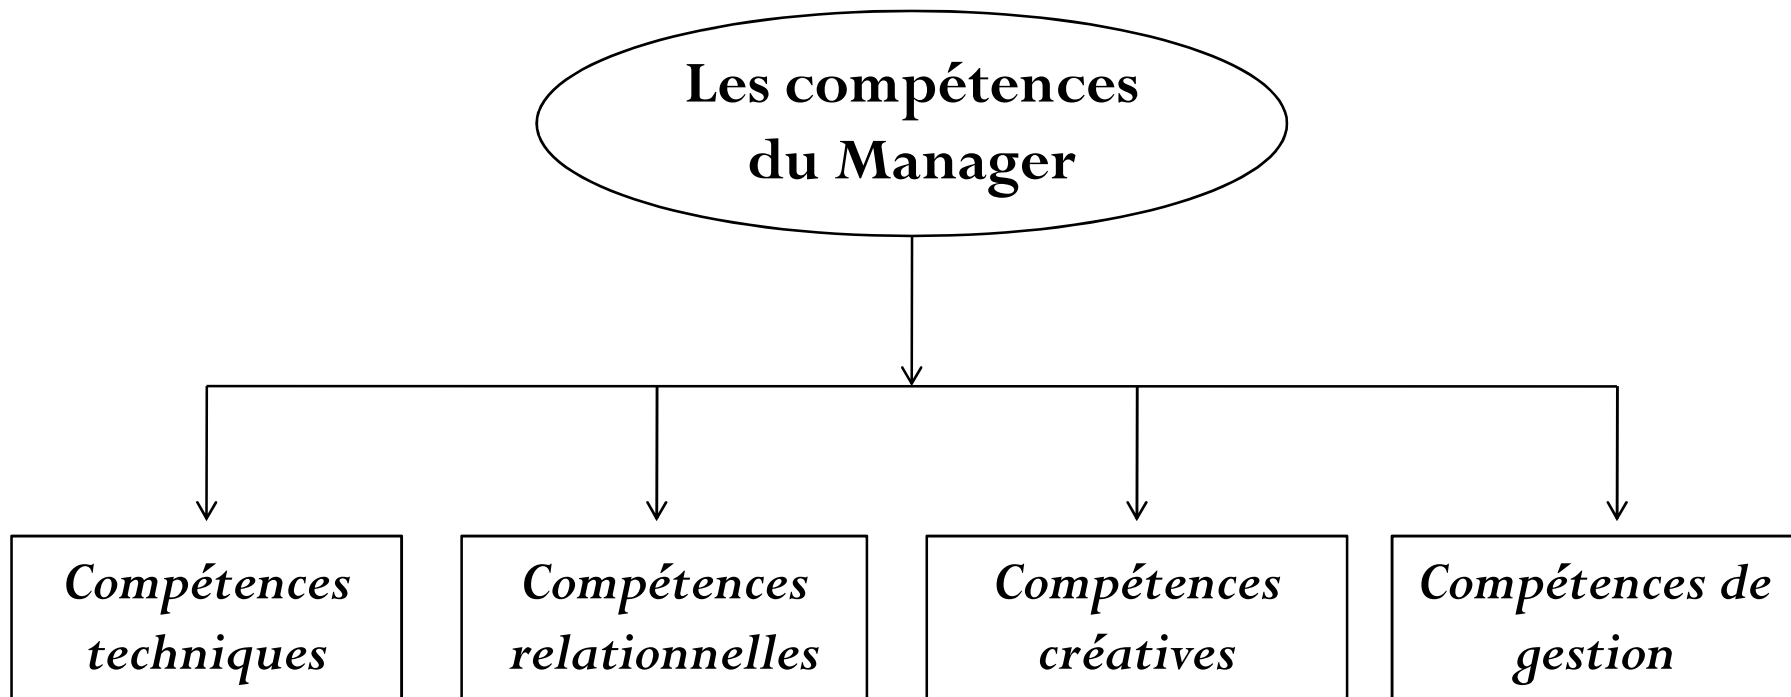 Les compétences
du Manager
Compétences
techniques
Compétences
relationnelles
Compétences
créatives
Compétences de
gestion